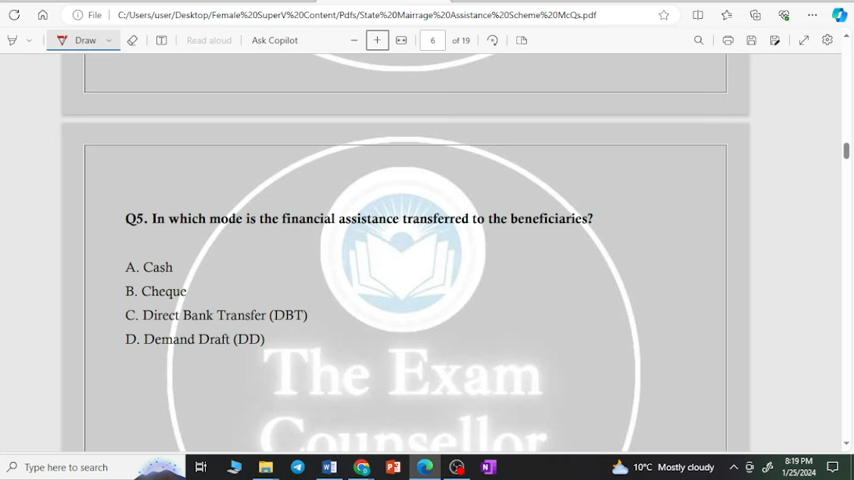 File
C:/Users/user/Desktop/Female%20SuperV%20Content/Pdfs/State%20Mairrage%20Assistance%20Scheme%20McQs.pdf
Draw
Read aloud
Ask Copilot
6 of 19
Q5. In which mode is the financial assistance transferred to the beneficiaries?
A. Cash
B. Cheque
C. Direct Bank Transfer (DBT)
D. Demand Draft (DD)
The Exam
Counsellor
Type here to search
10°C Mostly cloudy
8:19 PM
1/25/2024